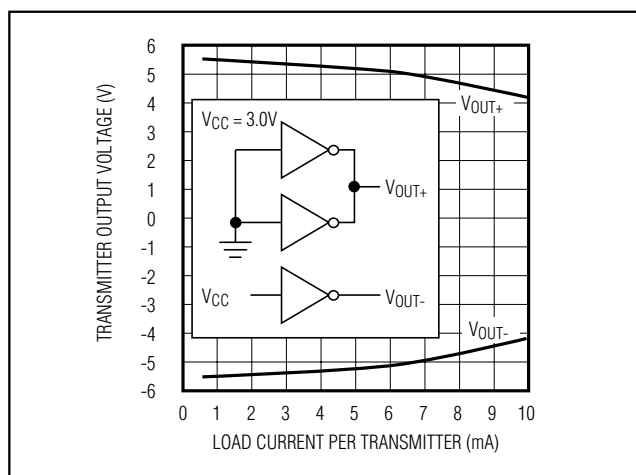 TRANSMITTER OUTPUT VOLTAGE (V)
6
5
4
3
2
1
0
-1
-2
-3
-4
-5
-6
VCC = 3.0V
VOUT+
VOUT+
VCC
VOUT-
VOUT-
0 1 2 3 4 5 6 7 8 9 10
LOAD CURRENT PER TRANSMITTER (mA)